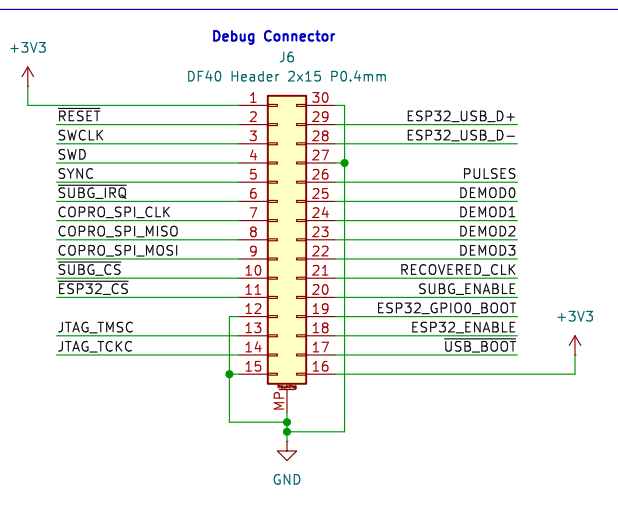 Debug Connector
+3V3
J6
DF40 Header 2x15 P0.4mm
1 30
RESET 2 29 ESP32_USB_D+
SWCLK 3 28 ESP32_USB_D-
SWD 4 27
SYNC 5 26 PULSES
SUBG_IRQ 6 25 DEMOD0
COPRO_SPI_CLK 7 24 DEMOD1
COPRO_SPI_MISO 8 23 DEMOD2
COPRO_SPI_MOSI 9 22 DEMOD3
SUBG_CS 10 21 RECOVERED_CLK
ESP32_CS 11 20 SUBG_ENABLE
12 19 ESP32_GPIO0_BOOT
+3V3
JTAG_TMSC 13 18 ESP32_ENABLE
JTAG_TCKC 14 17 USB_BOOT
15 16
MP
GND